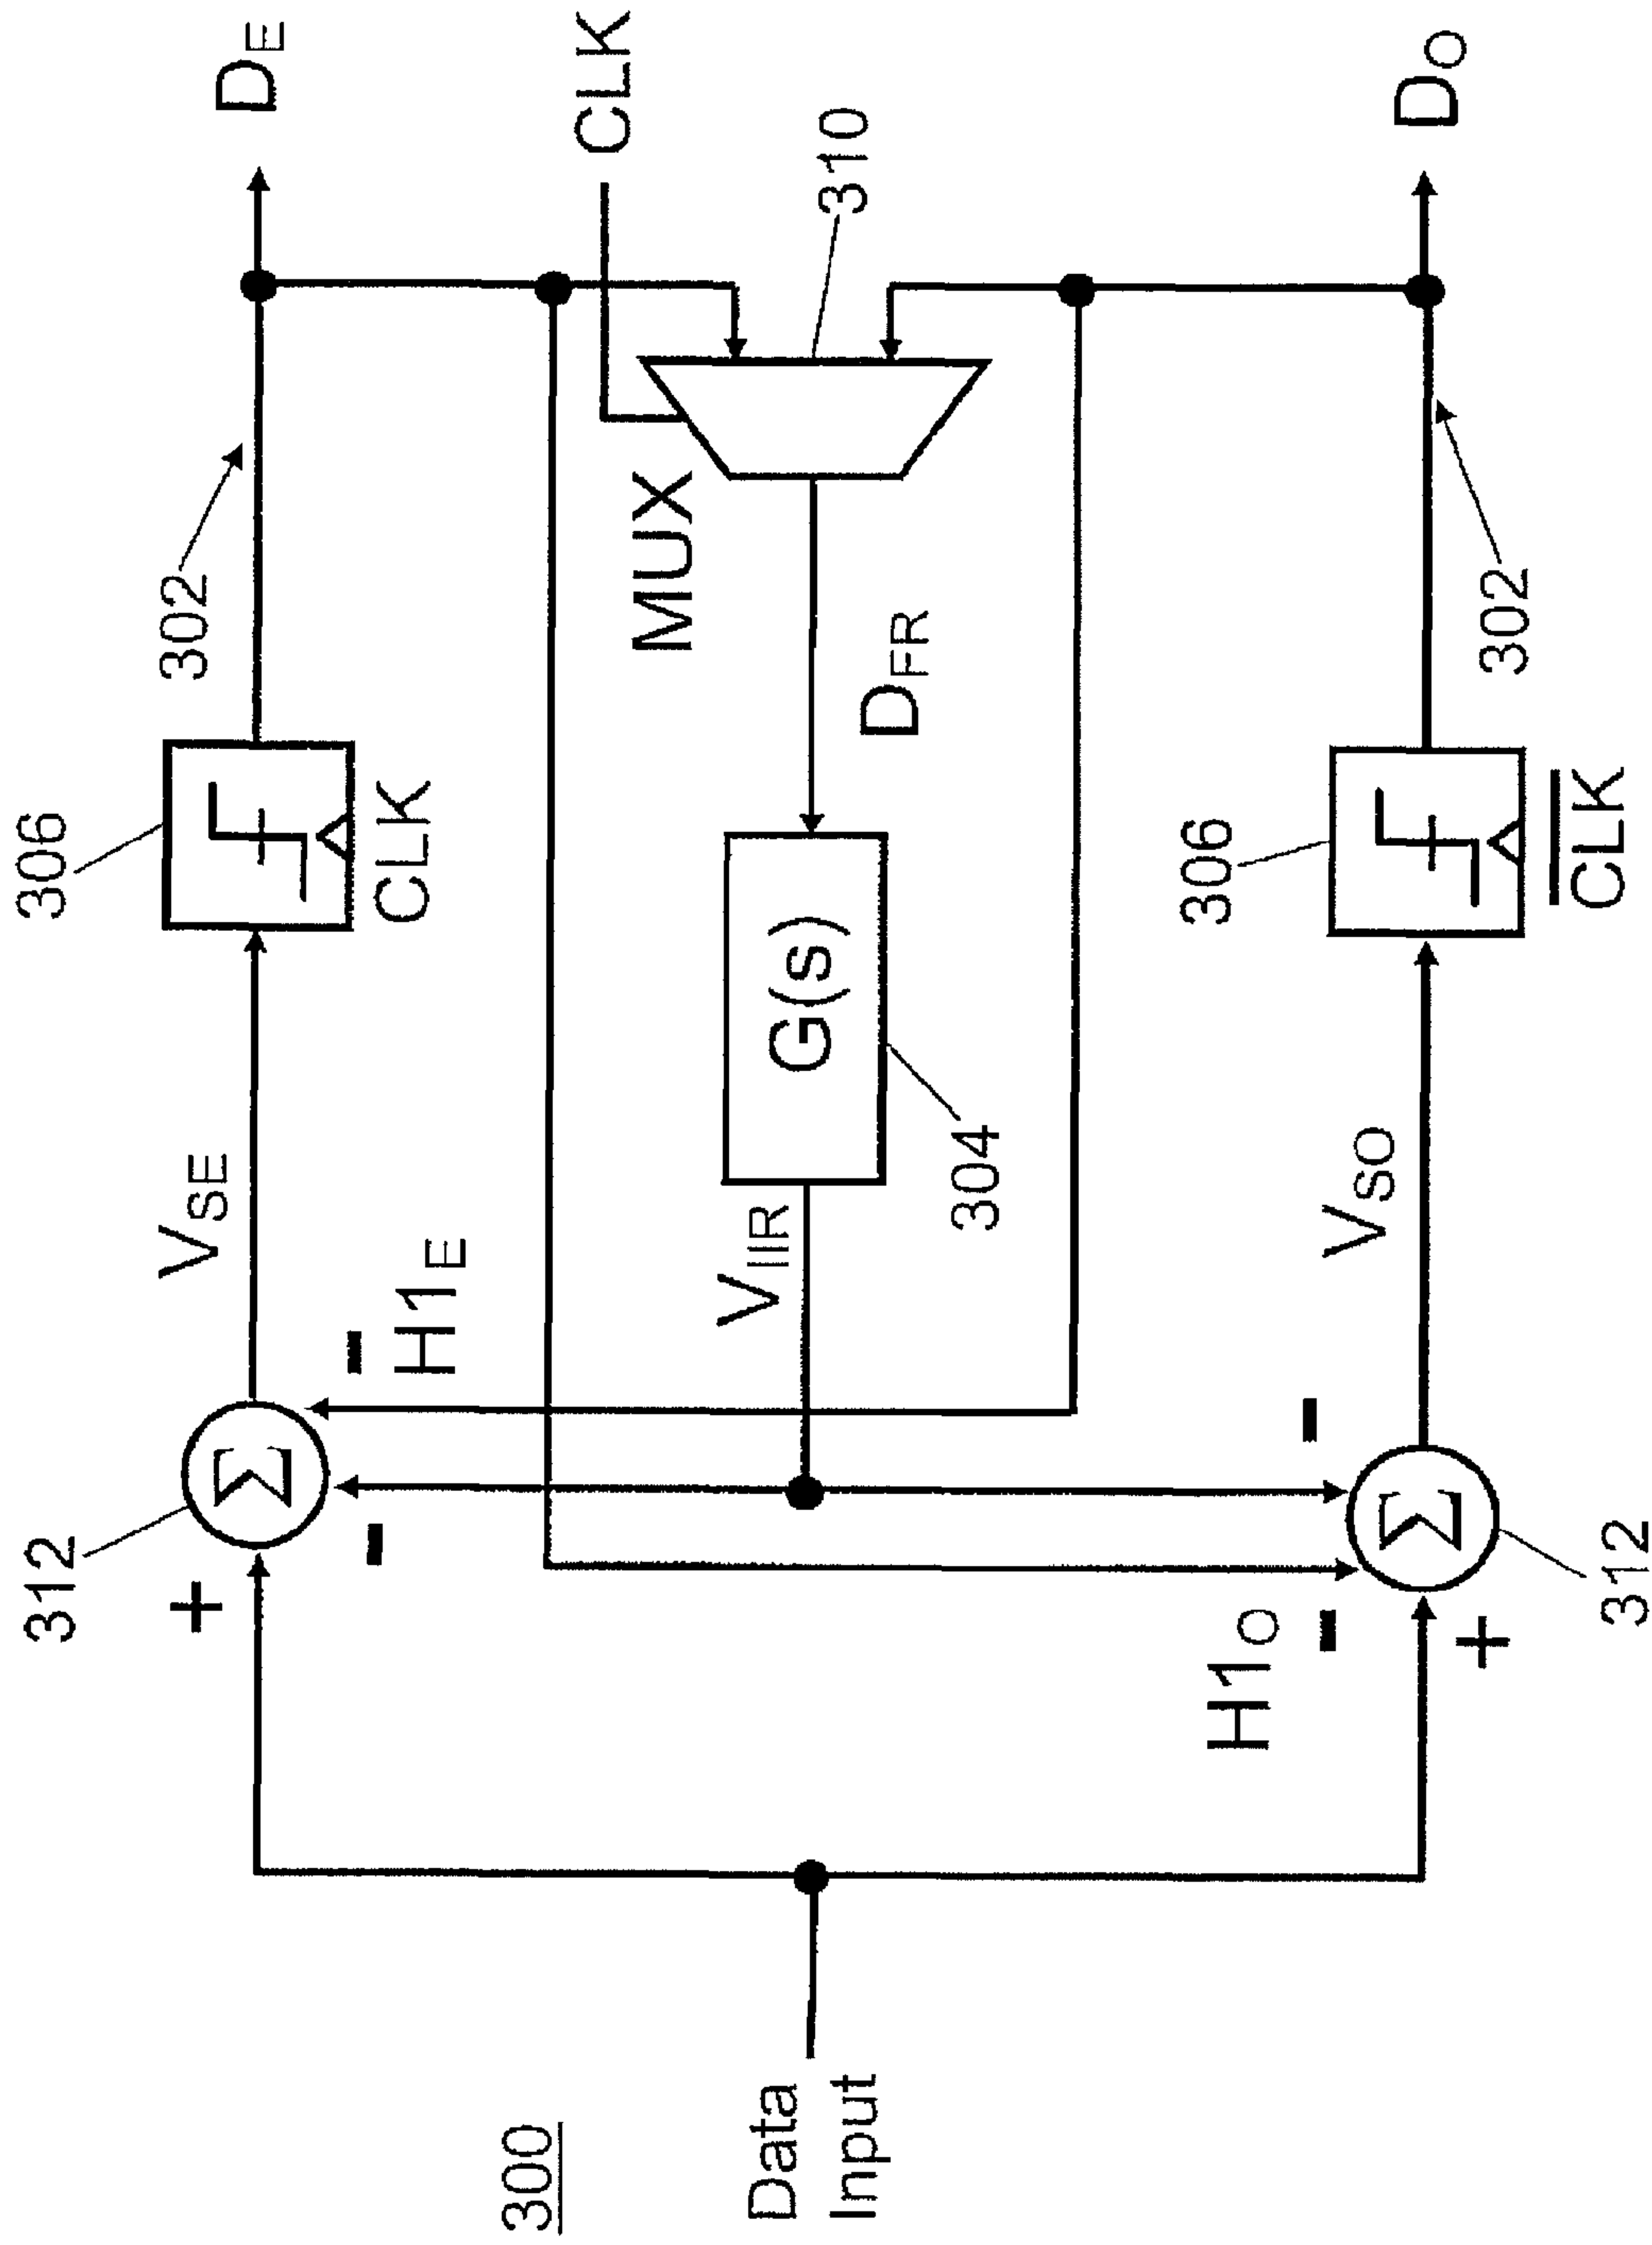 300
Data
Input
312
+
-
Σ
-
H1E
VSE
306
CLK
302
DE
VIIR
G(s)
304
DFR
MUX
CLK
310
H1O
-
+
Σ
312
-
VSO
306
C̅L̅K̅
302
DO